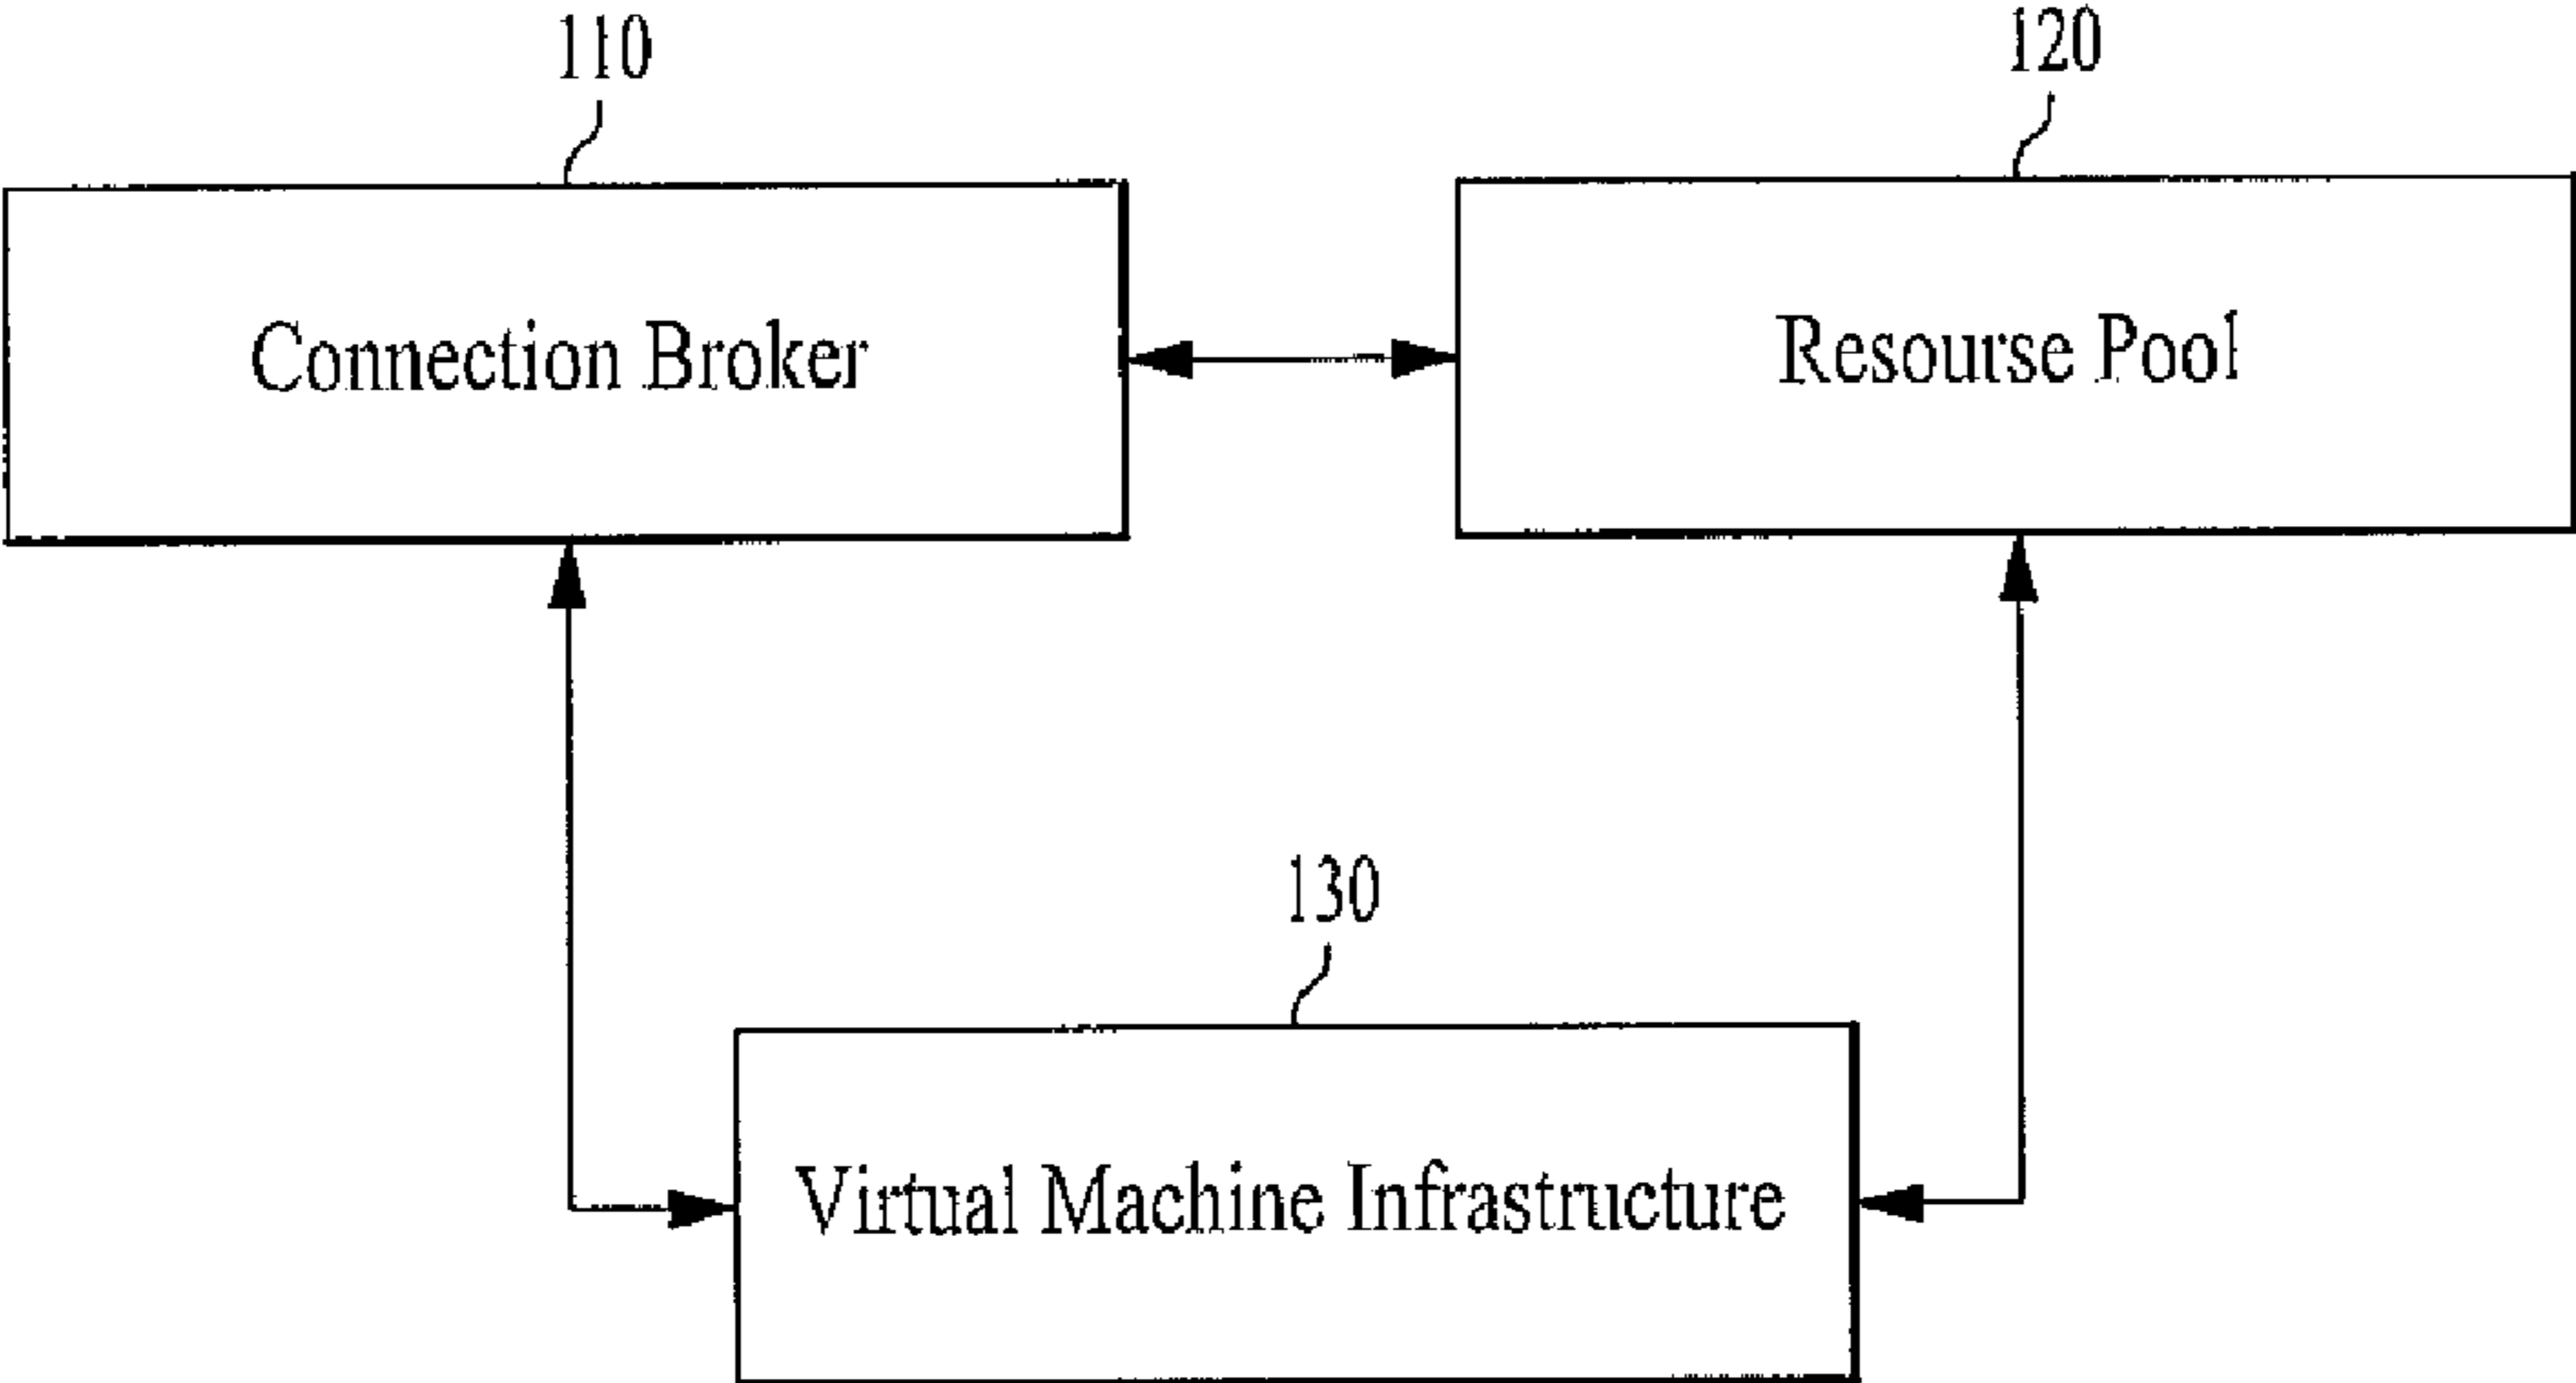 110
120
Connection Broker
Resourse Pool
130
Virtual Machine Infrastructure